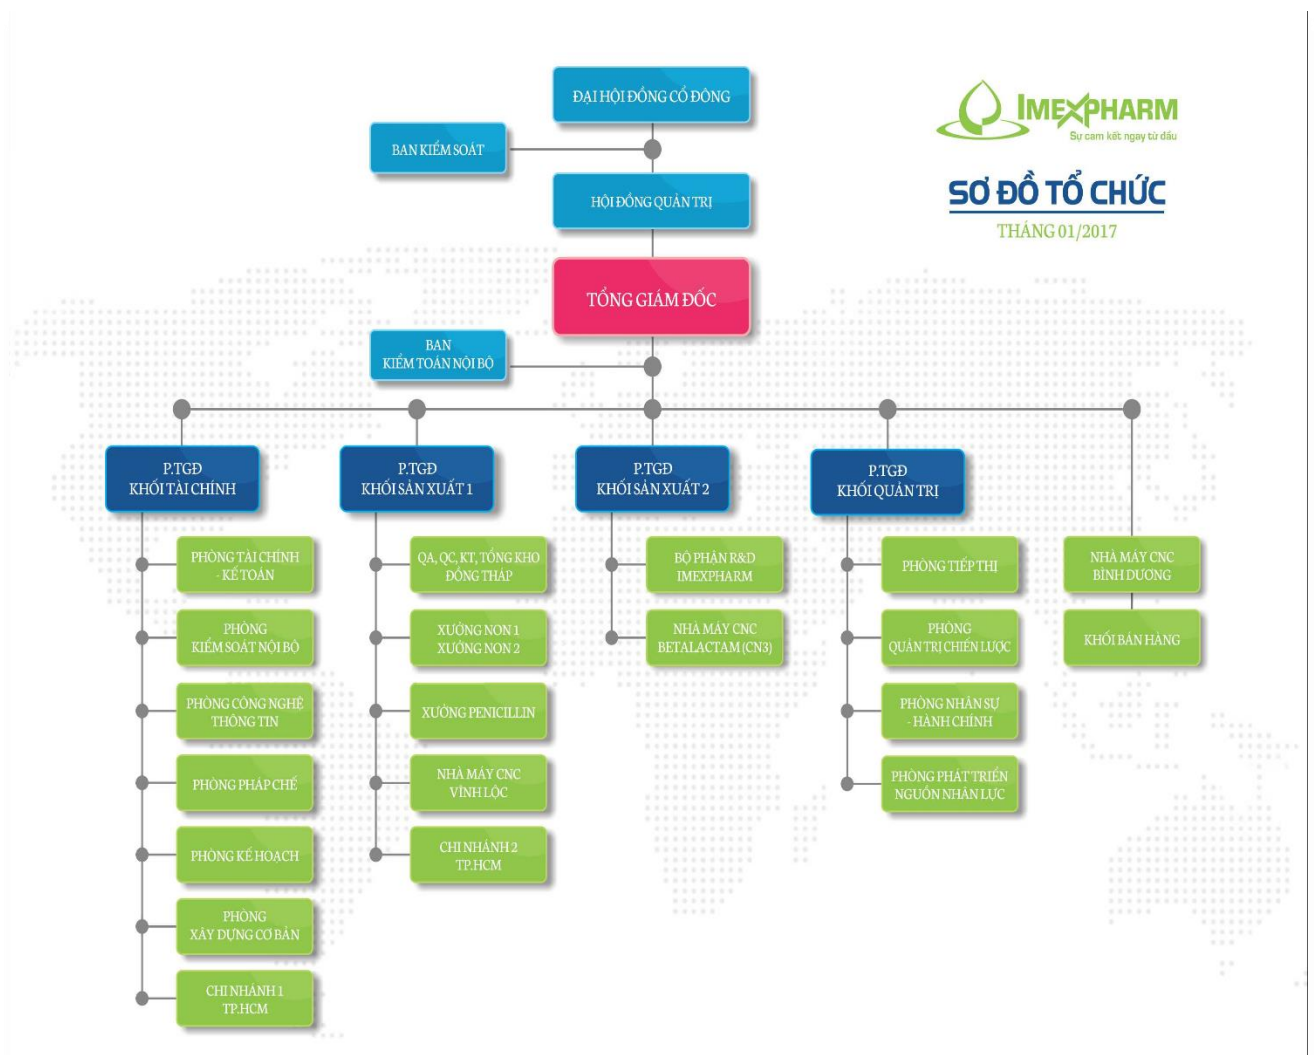 ĐẠI HỘI ĐỒNG CỔ ĐÔNG
IMEXPHARM
Sự cam kết ngay từ đầu
BAN KIỂM SOÁT
HỘI ĐỒNG QUẢN TRỊ
SƠ ĐỒ TỔ CHỨC
THÁNG 01/2017
TỔNG GIÁM ĐỐC
BAN
KIỂM TOÁN NỘI BỘ
P.TGĐ
KHỐI TÀI CHÍNH
P.TGĐ
KHỐI SẢN XUẤT 1
P.TGĐ
KHỐI SẢN XUẤT 2
P.TGĐ
KHỐI QUẢN TRỊ
PHÒNG TÀI CHÍNH
- KẾ TOÁN
PHÒNG
KIỂM SOÁT NỘI BỘ
PHÒNG CÔNG NGHỆ
THÔNG TIN
PHÒNG PHÁP CHẾ
PHÒNG KẾ HOẠCH
PHÒNG
XÂY DỰNG CƠ BẢN
CHI NHÁNH 1
TP.HCM
QA, QC, KT, TỔNG KHO
ĐỒNG THÁP
XƯỞNG NON 1
XƯỞNG NON 2
XƯỞNG PENICILLIN
NHÀ MÁY CNC
VĨNH LỘC
CHI NHÁNH 2
TP.HCM
BỘ PHẬN R&D
IMEXPHARM
NHÀ MÁY CNC
BETALACTAM (CN3)
PHÒNG TIẾP THỊ
PHÒNG
QUẢN TRỊ CHIẾN LƯỢC
PHÒNG NHÂN SỰ
- HÀNH CHÍNH
PHÒNG PHÁT TRIỂN
NGUỒN NHÂN LỰC
NHÀ MÁY CNC
BÌNH DƯƠNG
KHỐI BÁN HÀNG